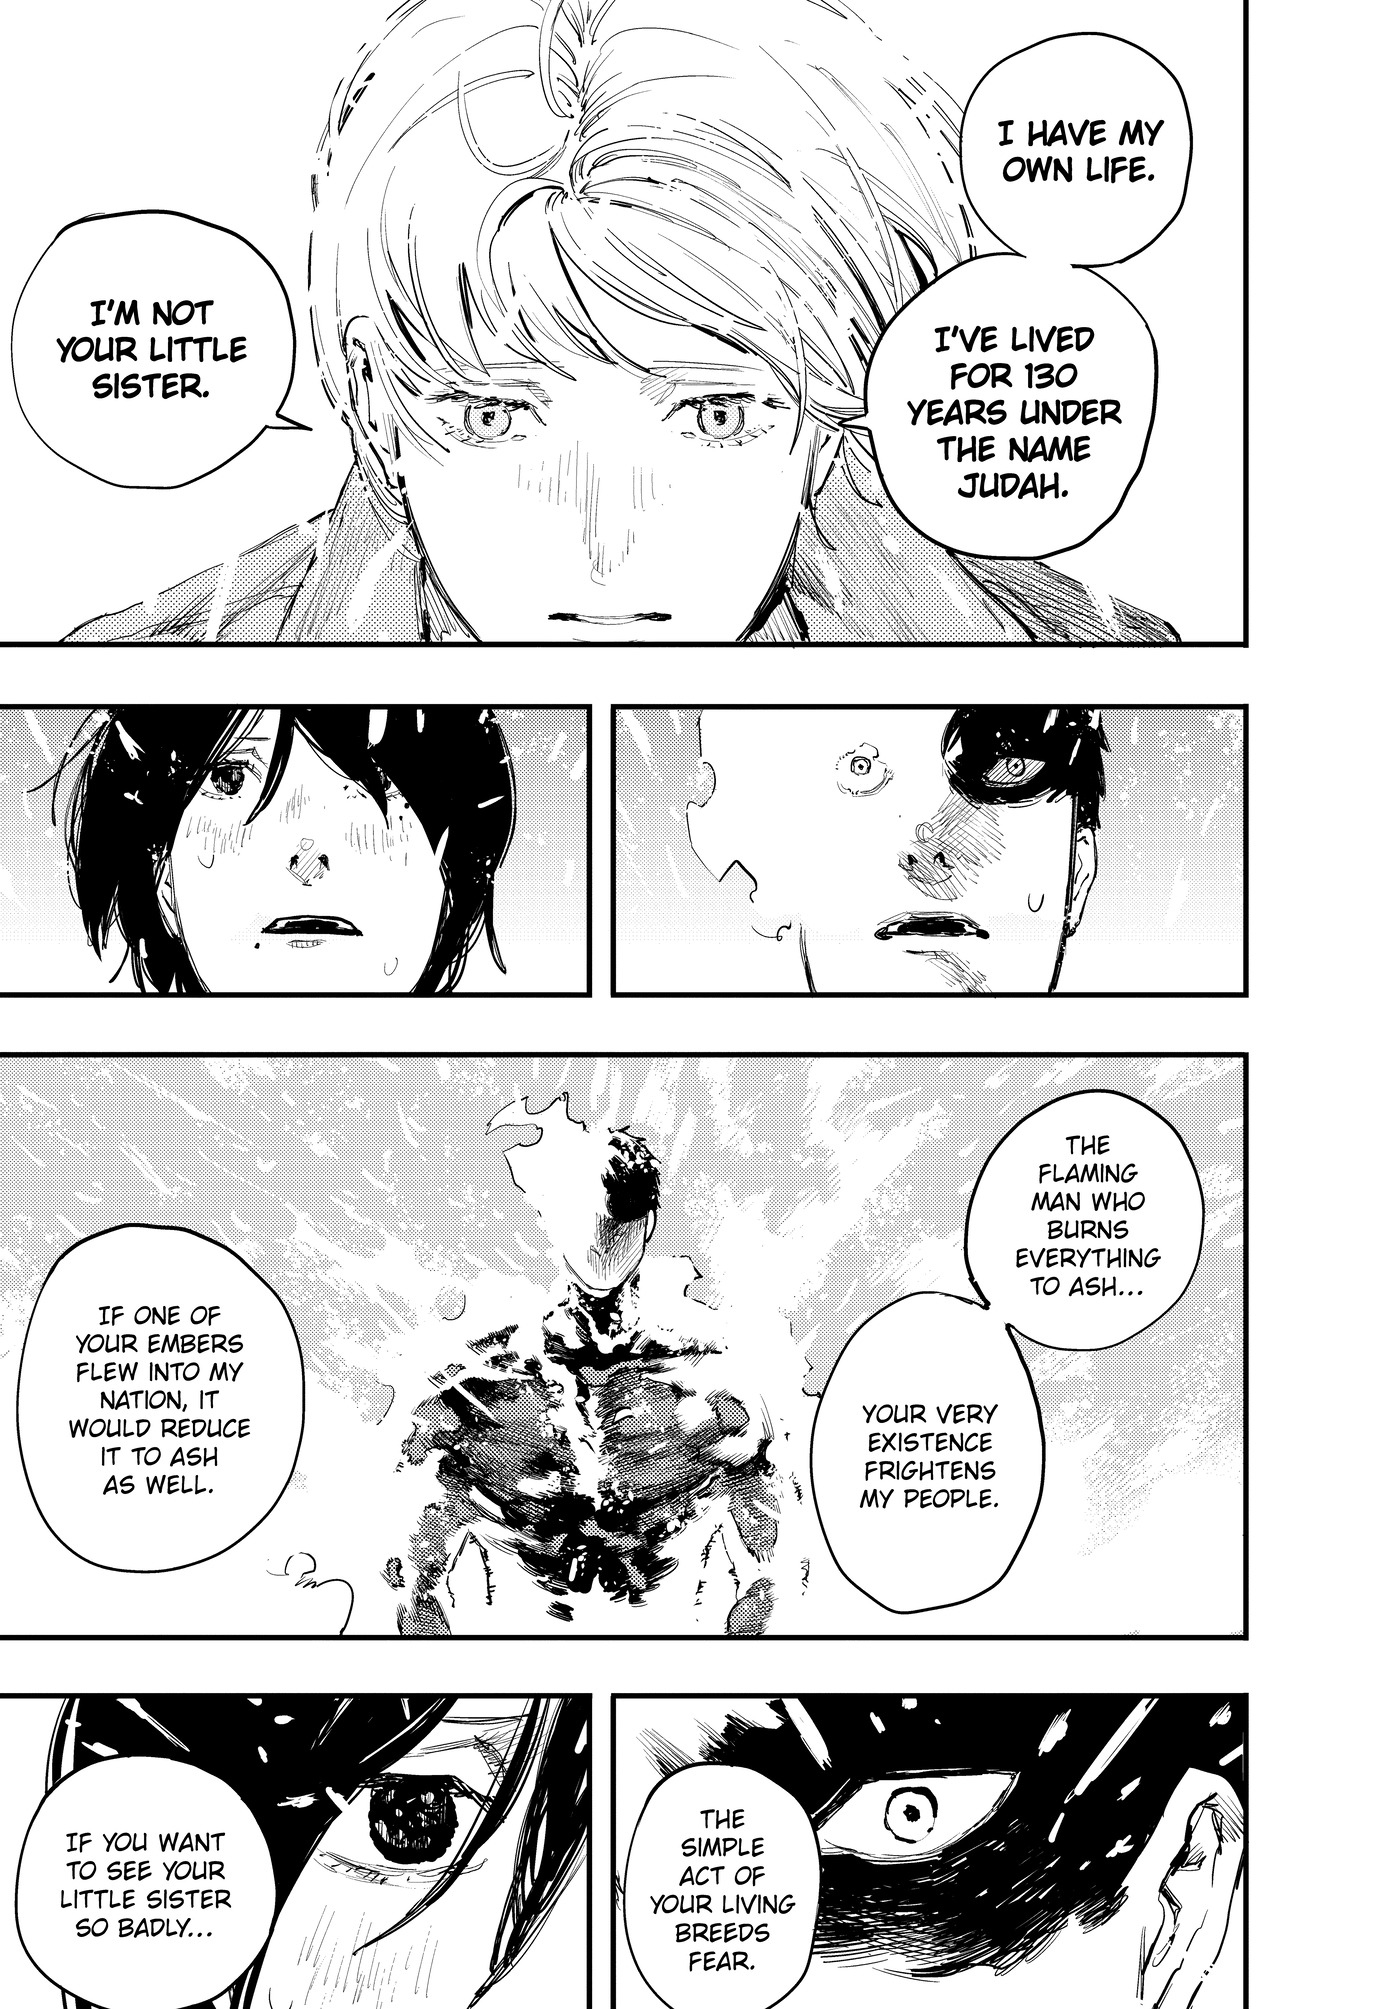 I HAVE MY
OWN LIFE.
I'VE LIVED
FOR 130
YEARS UNDER
THE NAME
JUDAH.
I'M NOT
YOUR LITTLE
SISTER.
THE
FLAMING
MAN WHO
BURNS
EVERYTHING
TO ASH...
YOUR VERY
EXISTENCE
FRIGHTENS
MY PEOPLE.
IF ONE OF
YOUR EMBERS
FLEW INTO MY
NATION, IT
WOULD REDUCE
IT TO ASH
AS WELL.
THE
SIMPLE
ACT OF
YOUR LIVING
BREEDS
FEAR.
IF YOU WANT
TO SEE YOUR
LITTLE SISTER
SO BADLY...